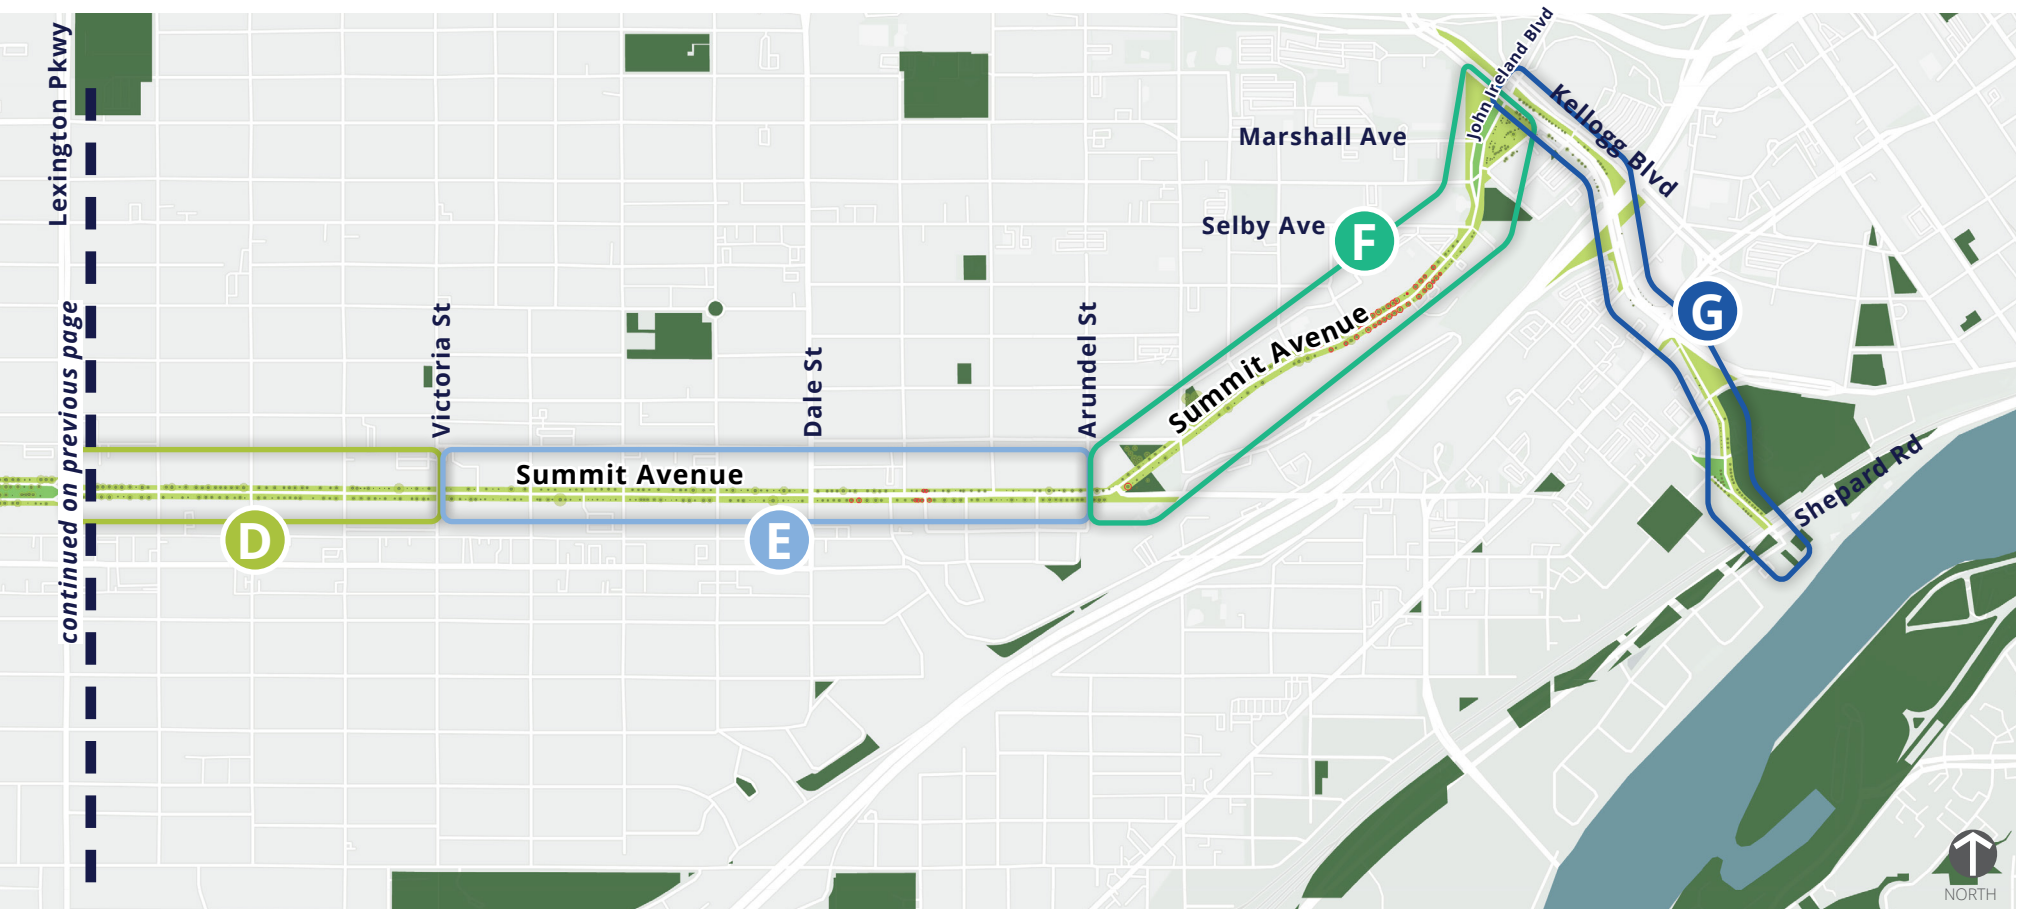 Lexington Pkwy
continued on previous page
Victoria St
Dale St
Arundel St
Marshall Ave
Selby Ave
John Ireland Blvd
Kellogg Blvd
Shepard Rd
Summit Avenue
Summit Avenue
D
E
F
G
NORTH